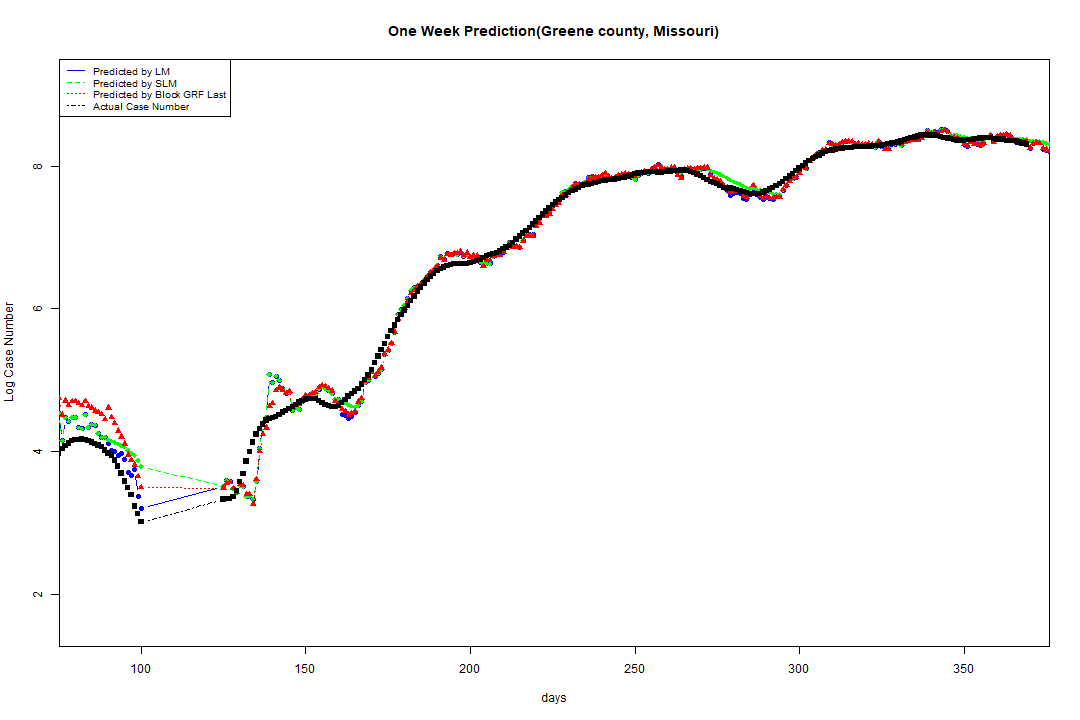 One Week Prediction(Greene county, Missouri)
Predicted by LM
Predicted by SLM
Predicted by Block GRF Last
Actual Case Number
8
6
4
2
Log Case Number
100 150 200 250 300 350
days